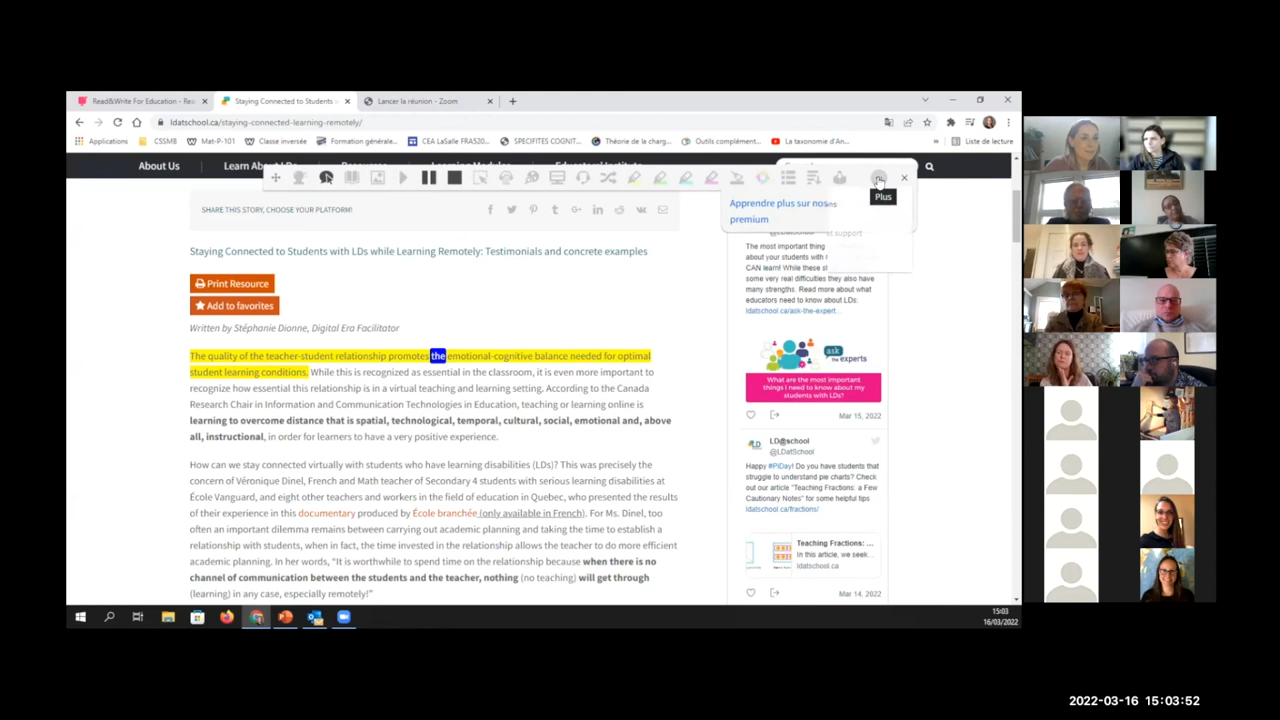 Read&Write For Education - Rea
Staying Connected to Students w
Lancer la réunion - Zoom
ldatschool.ca/staying-connected-learning-remotely/
Applications
CSSMB
Mat-P-101
Classe inversée
Formation générale...
CEA LaSalle FRA520...
SPECIFITES COGNIT...
Théorie de la charg...
Outils complément...
La taxonomie d'An...
»
Liste de lecture
About Us
Learn About LDs
Learning Modules
SHARE THIS STORY, CHOOSE YOUR PLATFORM!
Plus
Apprendre plus sur nos
premium
Staying Connected to Students with LDs while Learning Remotely: Testimonials and concrete examples
Print Resource
Add to favorites
Written by Stéphanie Dionne, Digital Era Facilitator
The quality of the teacher-student relationship promotes the emotional-cognitive balance needed for optimal
student learning conditions. While this is recognized as essential in the classroom, it is even more important to
recognize how essential this relationship is in a virtual teaching and learning setting. According to the Canada
Research Chair in Information and Communication Technologies in Education, teaching or learning online is
learning to overcome distance that is spatial, technological, temporal, cultural, social, emotional and, above
all, instructional, in order for learners to have a very positive experience.
How can we stay connected virtually with students who have learning disabilities (LDs)? This was precisely the
concern of Véronique Dinel, French and Math teacher of Secondary 4 students with serious learning disabilities at
École Vanguard, and eight other teachers and workers in the field of education in Quebec, who presented the results
of their experience in this documentary produced by École branchée (only available in French). For Ms. Dinel, too
often an important dilemma remains between carrying out academic planning and taking the time to establish a
relationship with students, when in fact, the time invested in the relationship allows the teacher to do more efficient
academic planning. In her words, "It is worthwhile to spend time on the relationship because when there is no
channel of communication between the students and the teacher, nothing (no teaching) will get through
(learning) in any case, especially remotely!"
@LDatSchool
The most important thing
about your students with
CAN learn! While these st
some very real difficulties they also have
many strengths. Read more about what
educators need to know about LDs:
ldatschool.ca/ask-the-expert...
ask
the experts
What are the most important
things I need to know about my
students with LDs?
Mar 15, 2022
LD@school
@LDatSchool
Happy #PiDay! Do you have students that
struggle to understand pie charts? Check
out our article "Teaching Fractions: a Few
Cautionary Notes" for some helpful tips
ldatschool.ca/fractions/
Teaching Fractions: ...
In this article, we seek...
ldatschool.ca
Mar 14, 2022
15:03
16/03/2022
2022-03-16 15:03:52